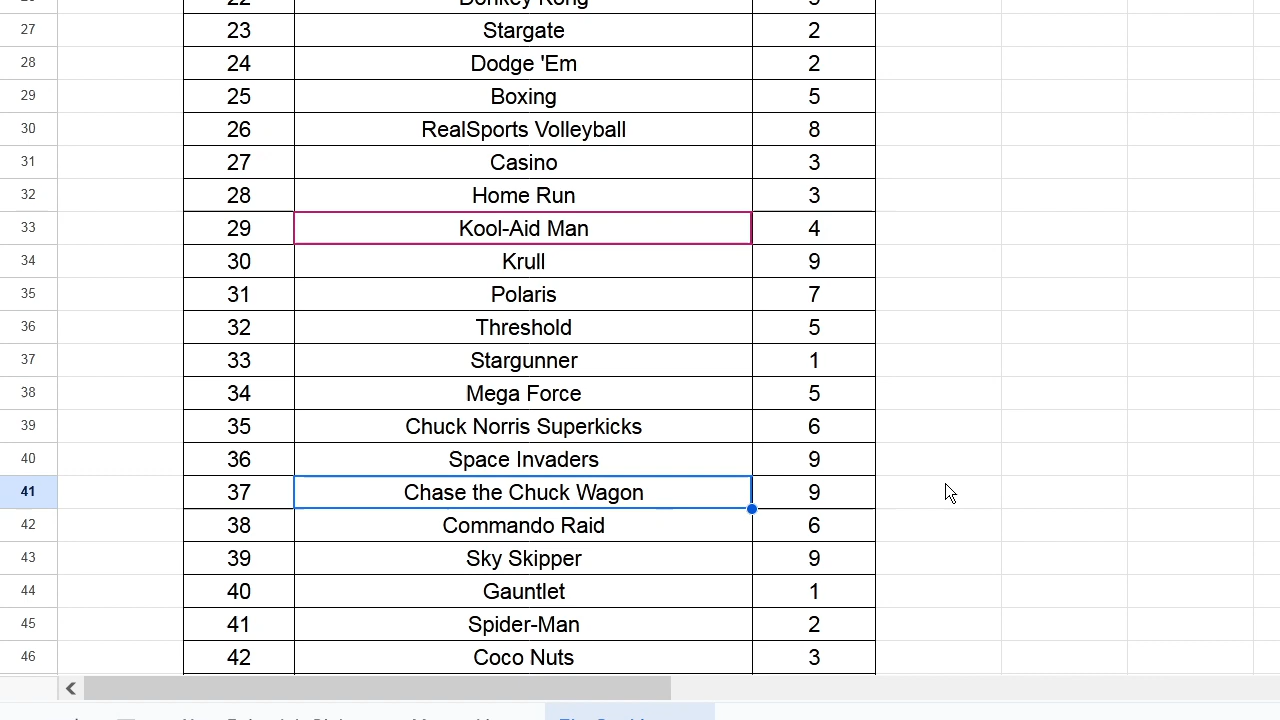 22 Donkey Kong
27 23 Stargate 2
28 24 Dodge 'Em 2
29 25 Boxing 5
30 26 RealSports Volleyball 8
31 27 Casino 3
32 28 Home Run 3
33 29 Kool-Aid Man 4
34 30 Krull 9
35 31 Polaris 7
36 32 Threshold 5
37 33 Stargunner 1
38 34 Mega Force 5
39 35 Chuck Norris Superkicks 6
40 36 Space Invaders 9
41 37 Chase the Chuck Wagon 9
42 38 Commando Raid 6
43 39 Sky Skipper 9
44 40 Gauntlet 1
45 41 Spider-Man 2
46 42 Coco Nuts 3